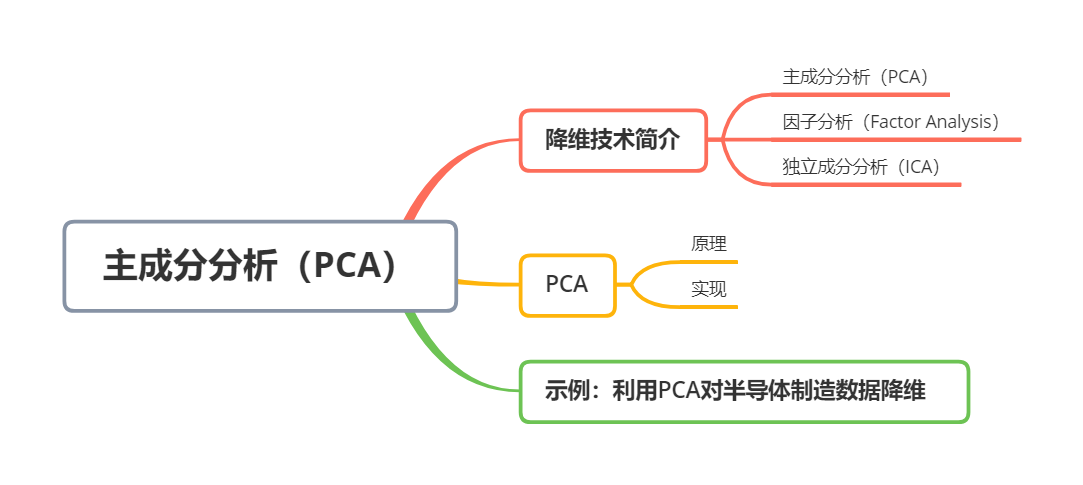 主成分分析（PCA）
降维技术简介
主成分分析（PCA）
因子分析（Factor Analysis）
独立成分分析（ICA）
PCA
原理
实现
示例：利用PCA对半导体制造数据降维